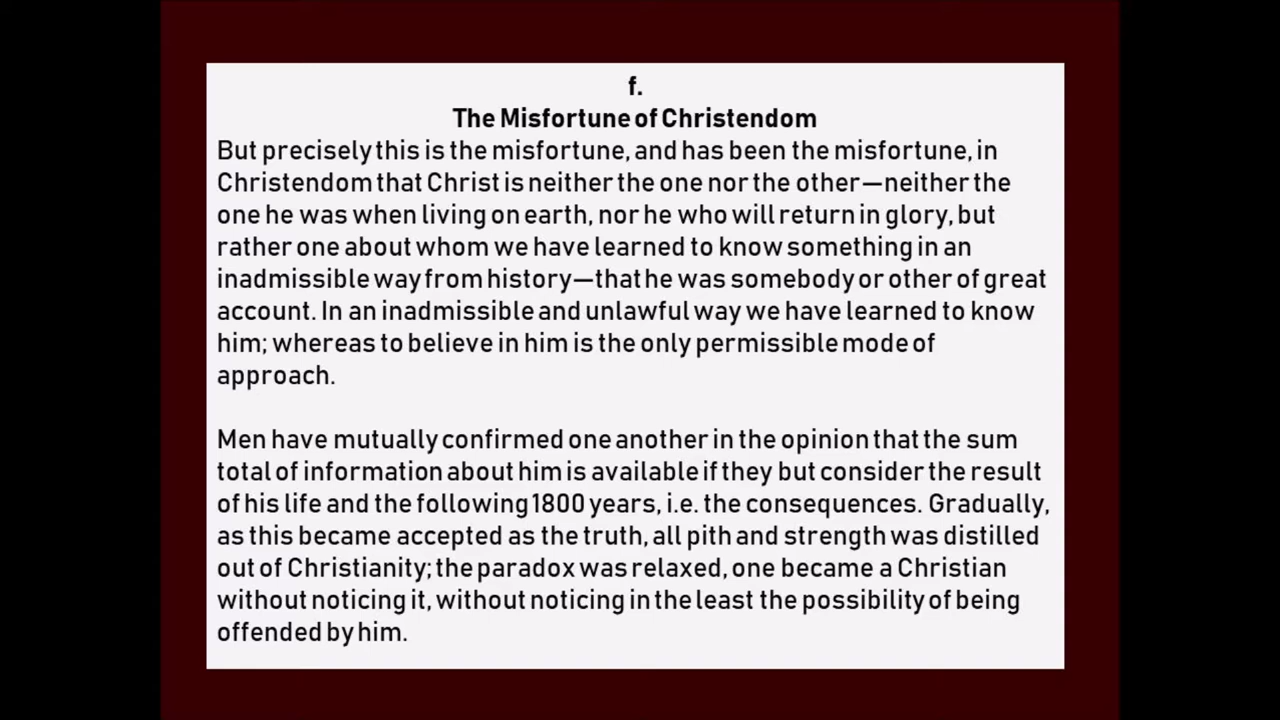 f.
The Misfortune of Christendom
But precisely this is the misfortune, and has been the misfortune, in
Christendom that Christ is neither the one nor the other—neither the
one he was when living on earth, nor he who will return in glory, but
rather one about whom we have learned to know something in an
inadmissible way from history—that he was somebody or other of great
account. In an inadmissible and unlawful way we have learned to know
him; whereas to believe in him is the only permissible mode of
approach.
Men have mutually confirmed one another in the opinion that the sum
total of information about him is available if they but consider the result
of his life and the following 1800 years, i.e. the consequences. Gradually,
as this became accepted as the truth, all pith and strength was distilled
out of Christianity; the paradox was relaxed, one became a Christian
without noticing it, without noticing in the least the possibility of being
offended by him.